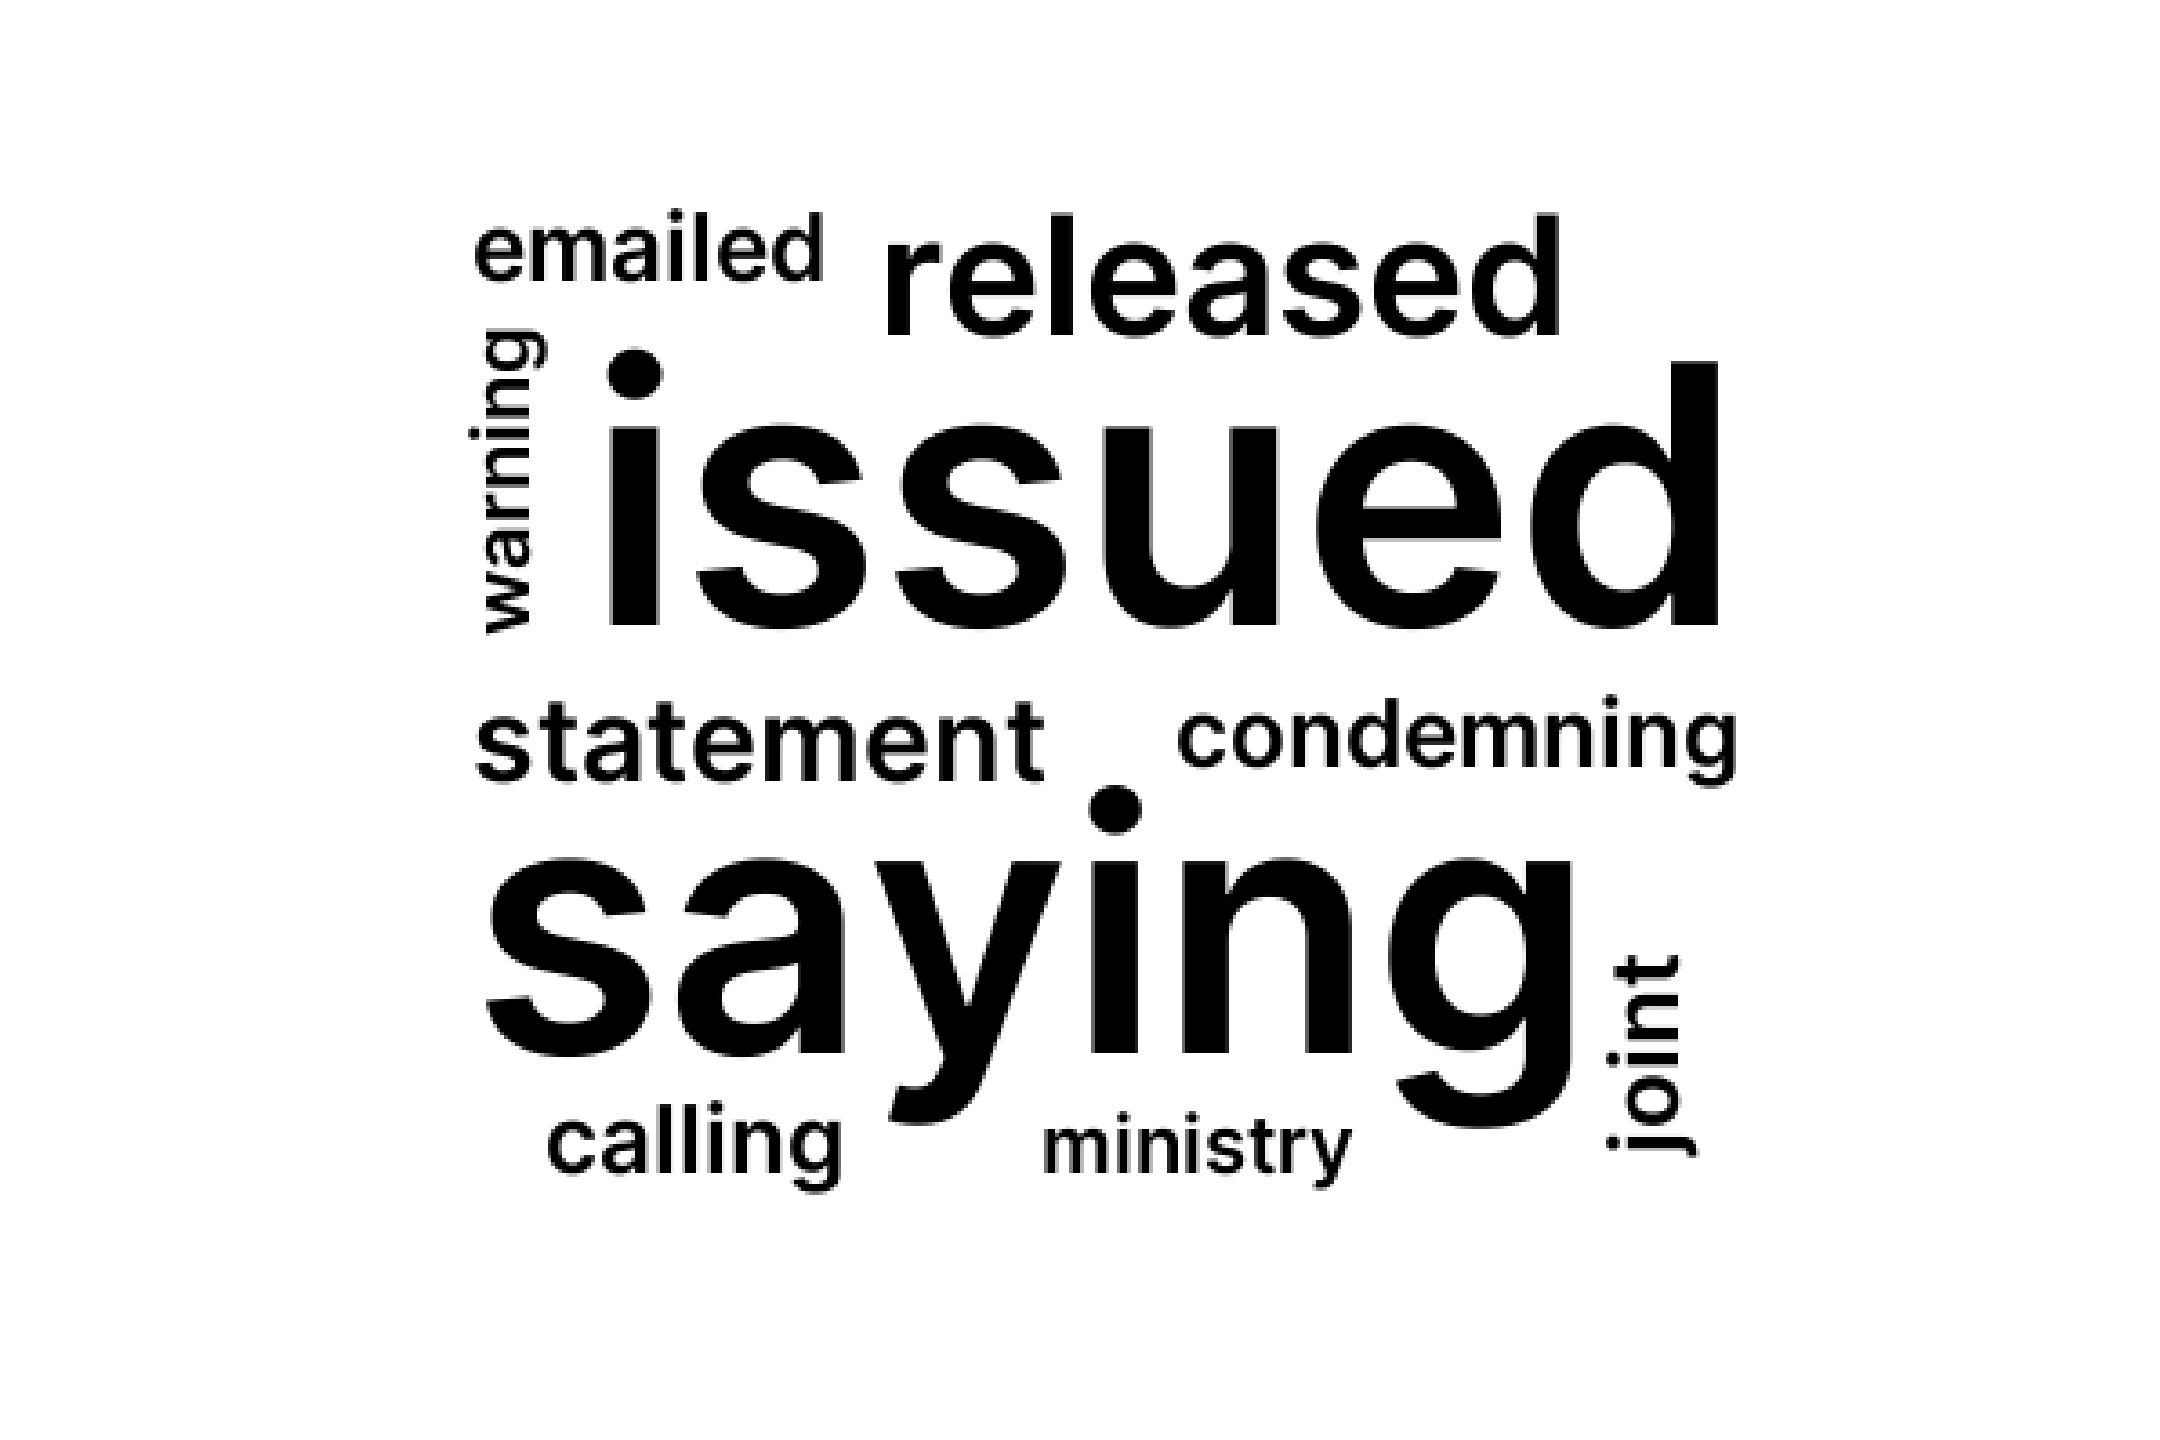 emailed released
warning
issued
statement condemning
saying
joint
calling ministry